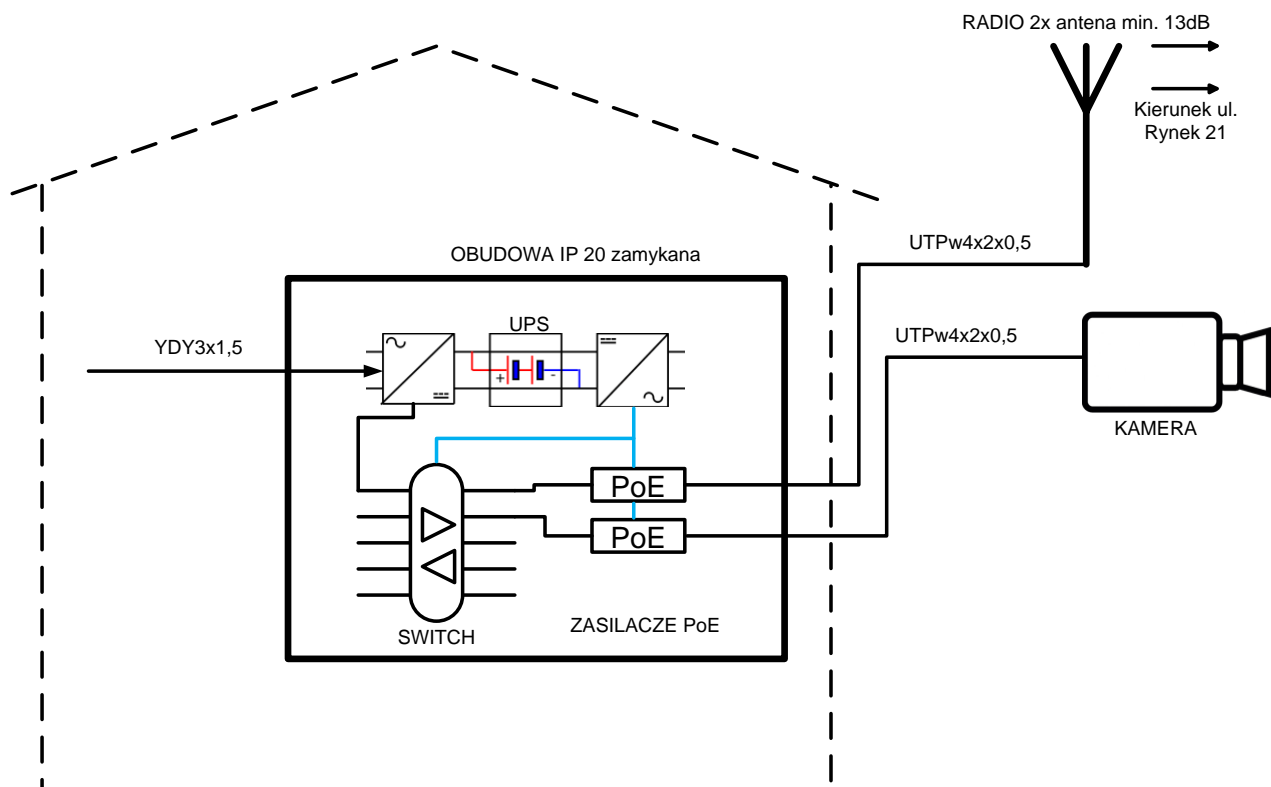 RADIO 2x antena min. 13dB
Kierunek ul.
Rynek 21
UTPw4x2x0,5
OBUDOWA IP 20 zamykana
UPS
YDY3x1,5
+
-
UTPw4x2x0,5
KAMERA
PoE
PoE
ZASILACZE PoE
SWITCH